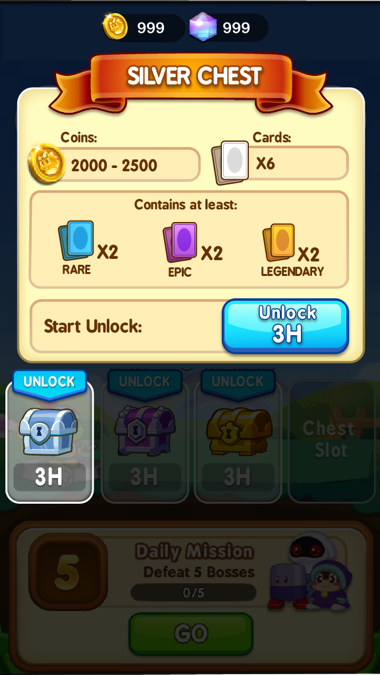 999 999
SILVER CHEST
Coins: Cards:
2000 - 2500 X6
Contains at least:
X2 X2 X2
RARE EPIC LEGENDARY
Start Unlock: Unlock
3H
UNLOCK UNLOCK UNLOCK
3H 3H 3H Chest
Slot
5 Daily Mission
Defeat 5 Bosses
0/5
GO